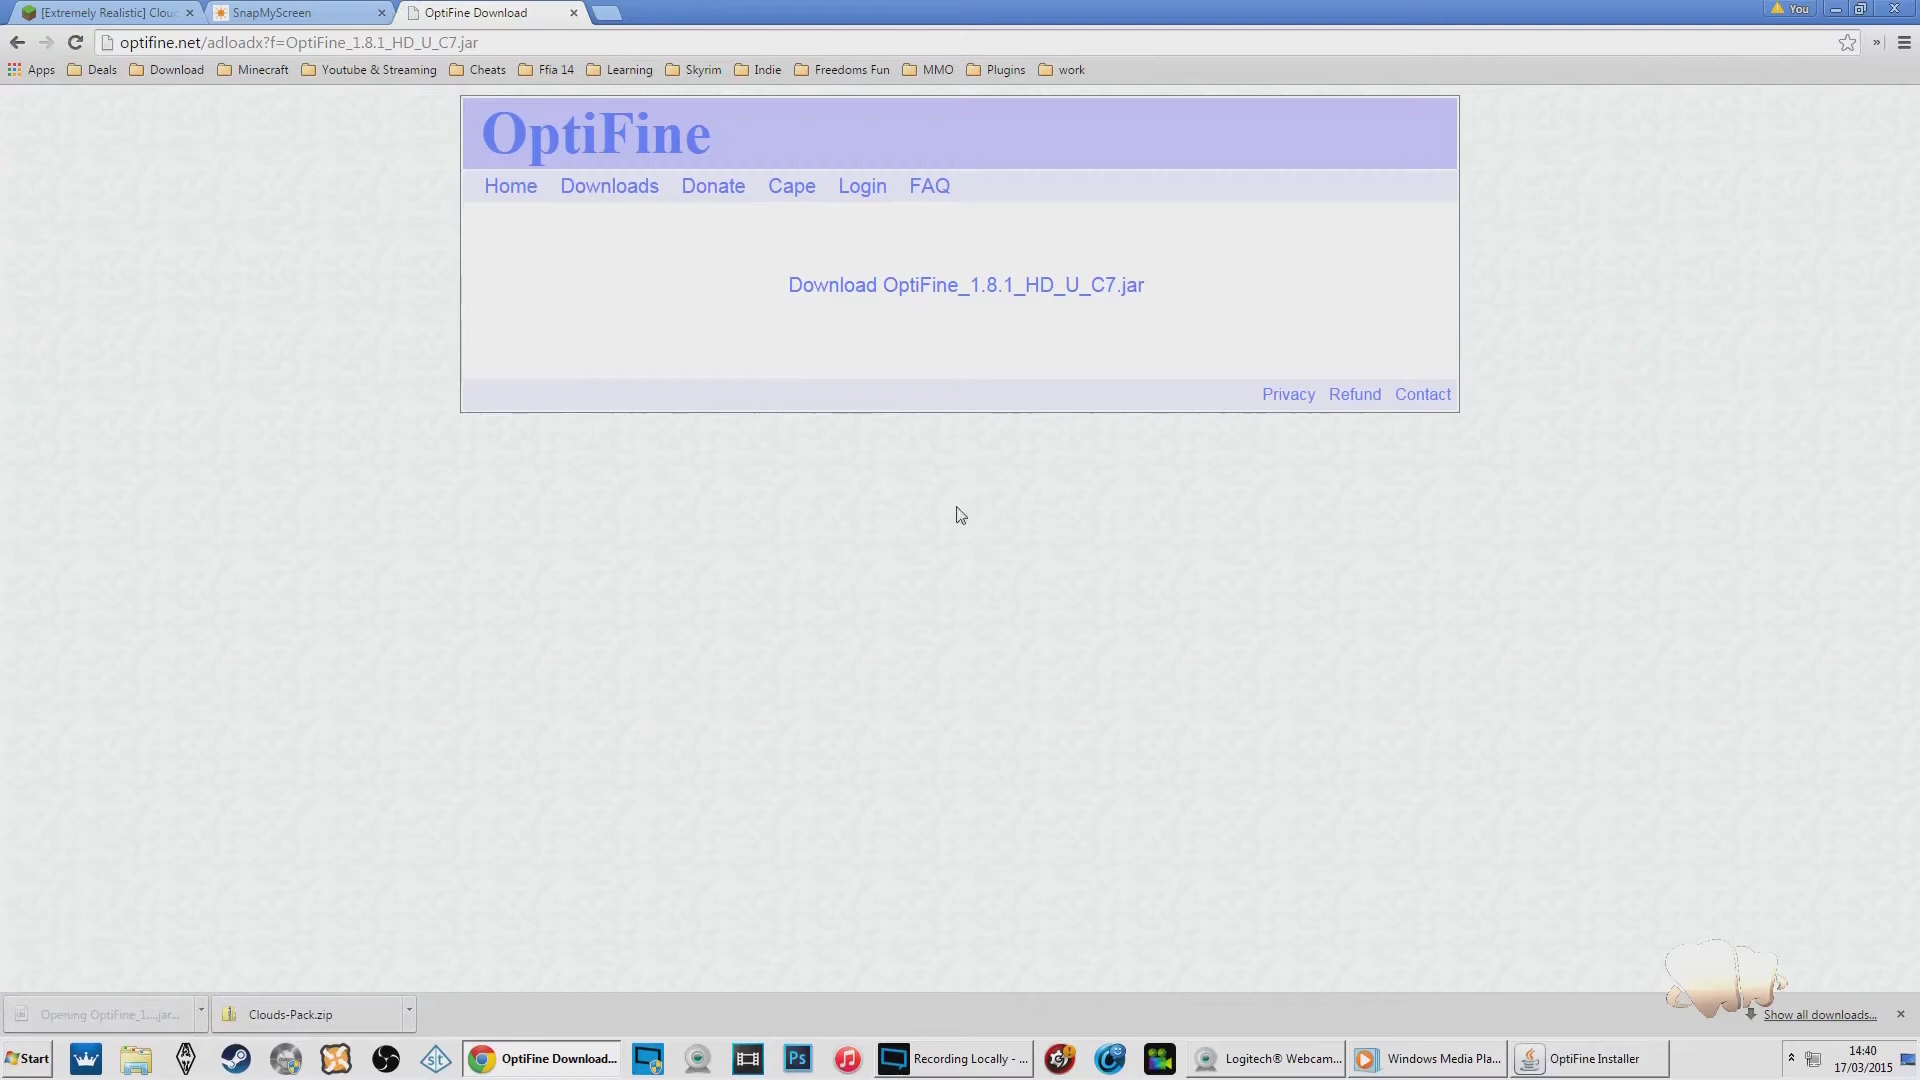 [Extremely Realistic] Clouc
SnapMyScreen
OptiFine Download
You
optifine.net/adloadx?f=OptiFine_1.8.1_HD_U_C7.jar
»
Apps
Deals
Download
Minecraft
Youtube & Streaming
Cheats
Ffia 14
Learning
Skyrim
Indie
Freedoms Fun
MMO
Plugins
work
OptiFine
Home
Downloads
Donate
Cape
Login
FAQ
Download OptiFine_1.8.1_HD_U_C7.jar
Privacy
Refund
Contact
Opening OptiFine_1....jar...
Clouds-Pack.zip
Show all downloads...
Start
st
OptiFine Download...
Ps
Recording Locally - ...
Logitech® Webcam...
Windows Media Pla...
OptiFine Installer
14:40
17/03/2015